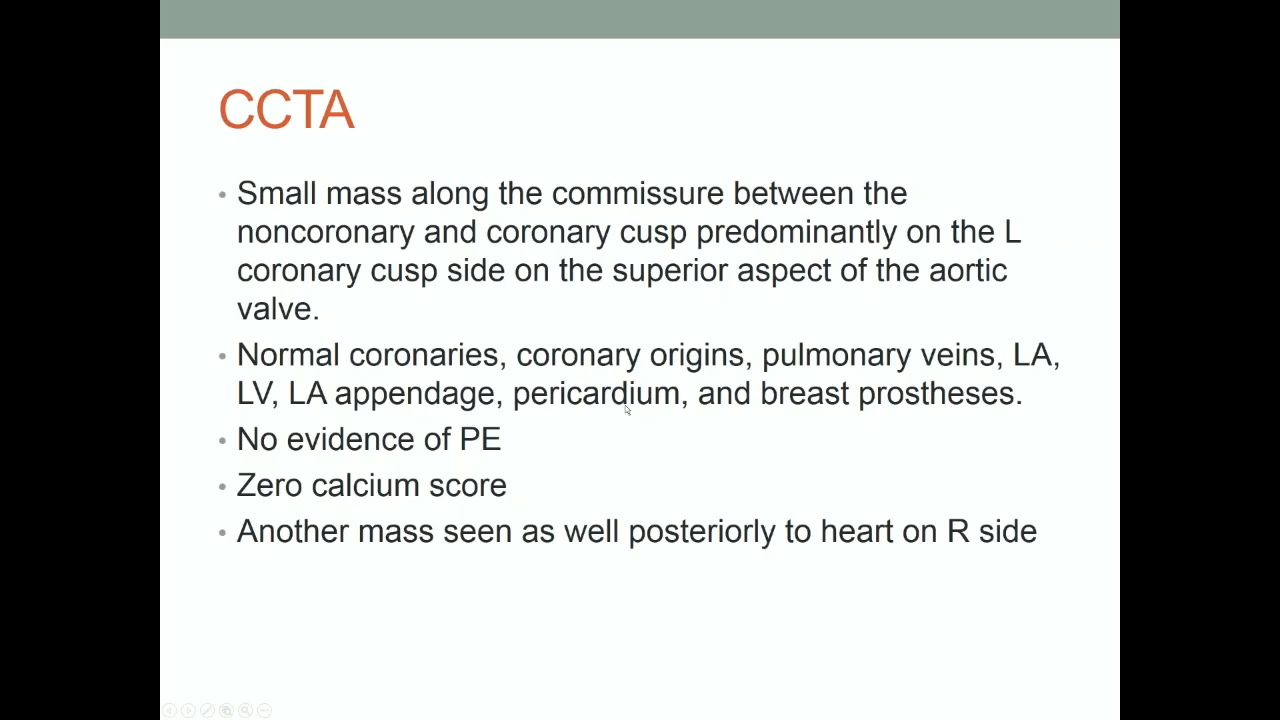 CCTA
• Small mass along the commissure between the
noncoronary and coronary cusp predominantly on the L
coronary cusp side on the superior aspect of the aortic
valve.
• Normal coronaries, coronary origins, pulmonary veins, LA,
LV, LA appendage, pericardium, and breast prostheses.
• No evidence of PE
• Zero calcium score
• Another mass seen as well posteriorly to heart on R side